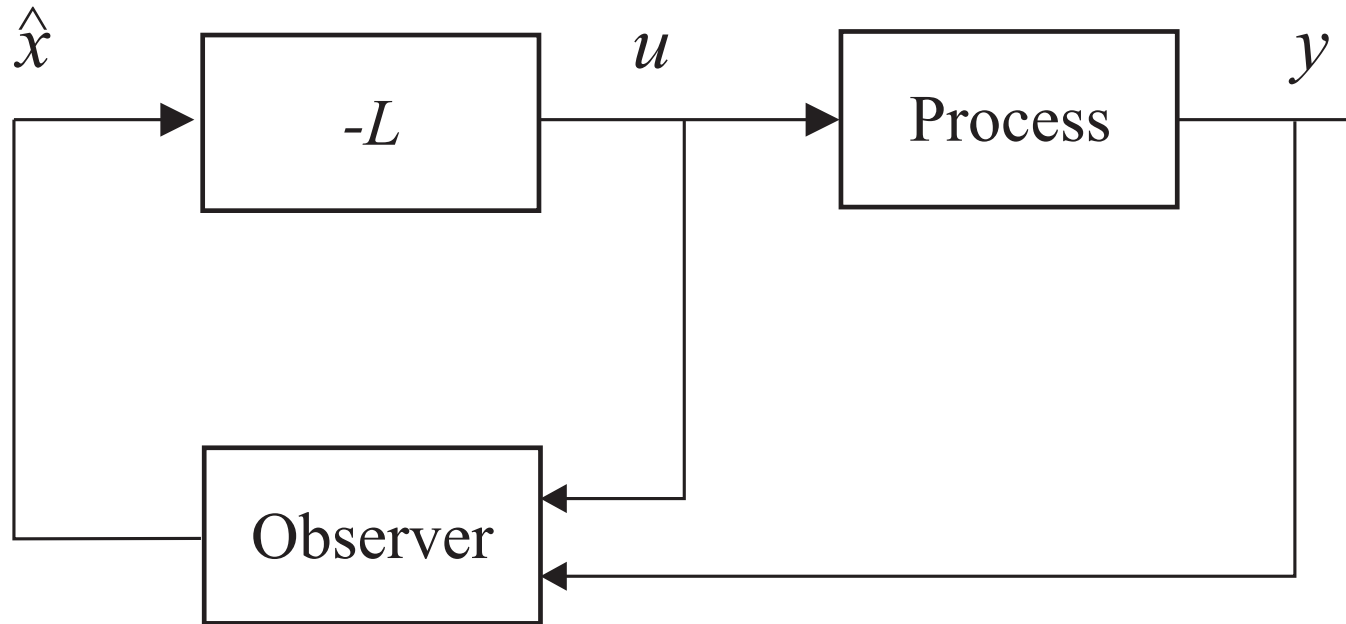 x̂
u
y
-L
Process
Observer